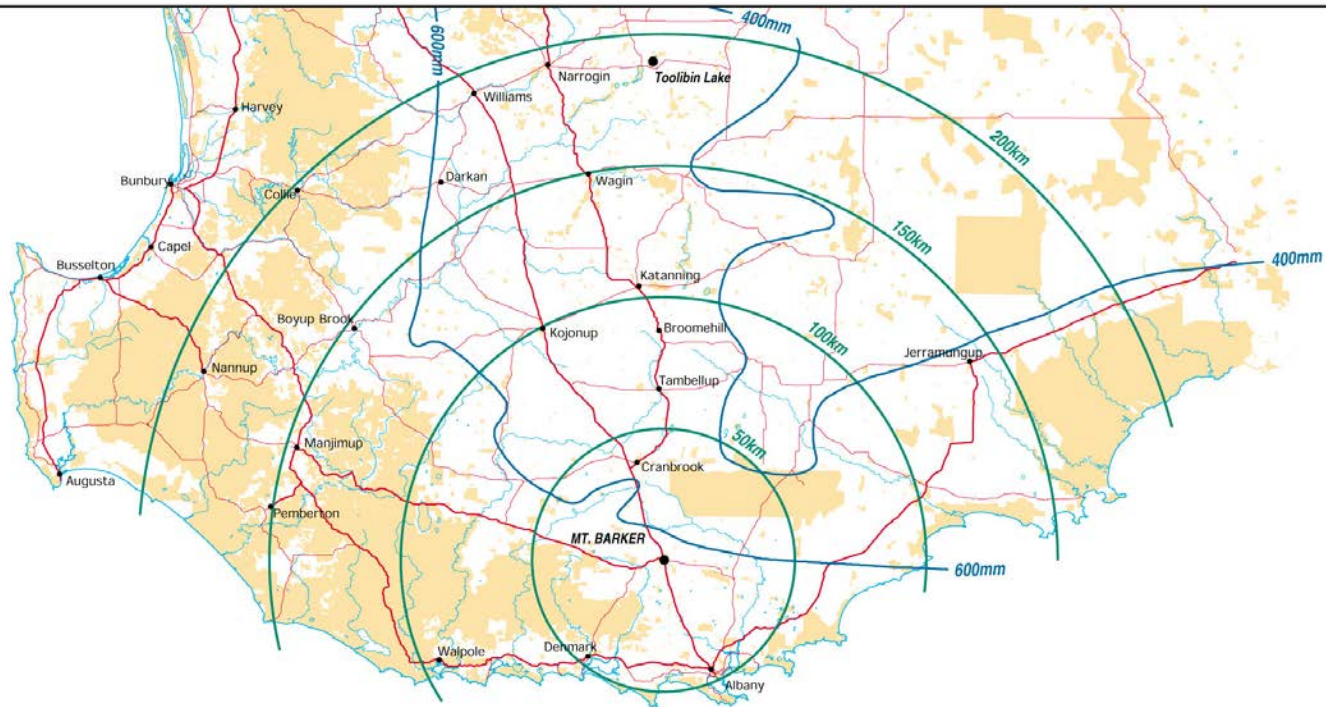 400mm
600mm
Narrogin
Toolibin Lake
Williams
Harvey
200km
Darkan
Wagin
Bunbury
Collie
150km
Capel
400mm
Busselton
Katanning
100km
Boyup Brook
Kojonup
Broomehill
Jerramungup
Nannup
Tambellup
50km
Manjimup
Cranbrook
Augusta
Pemberton
MT. BARKER
600mm
Walpole
Denmark
Albany